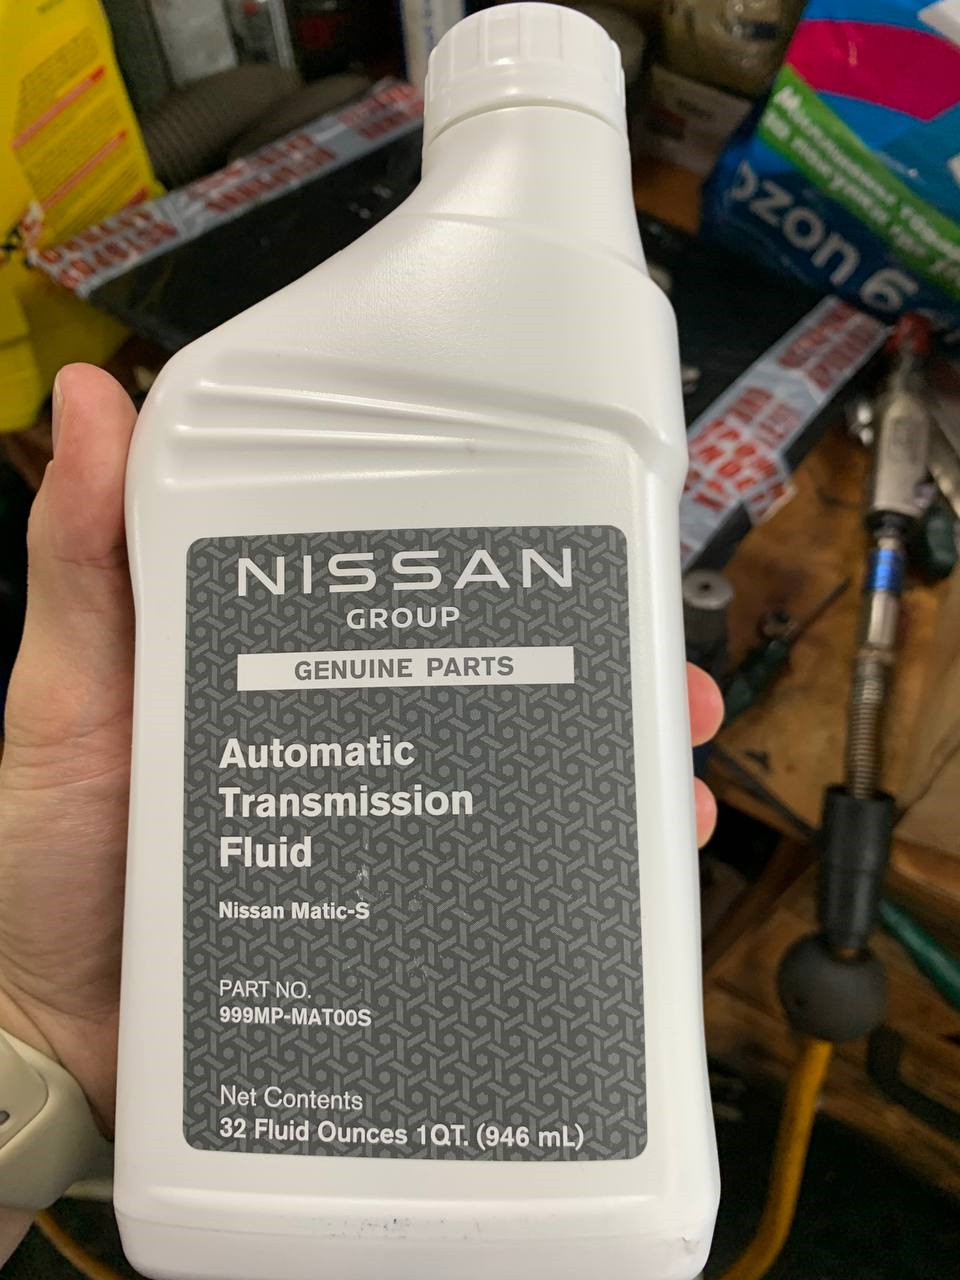 NISSAN
GROUP
GENUINE PARTS
Automatic
Transmission
Fluid
Nissan Matic-S
PART NO.
999MP-MAT00S
Net Contents
32 Fluid Ounces 1QT. (946 mL)
ozon